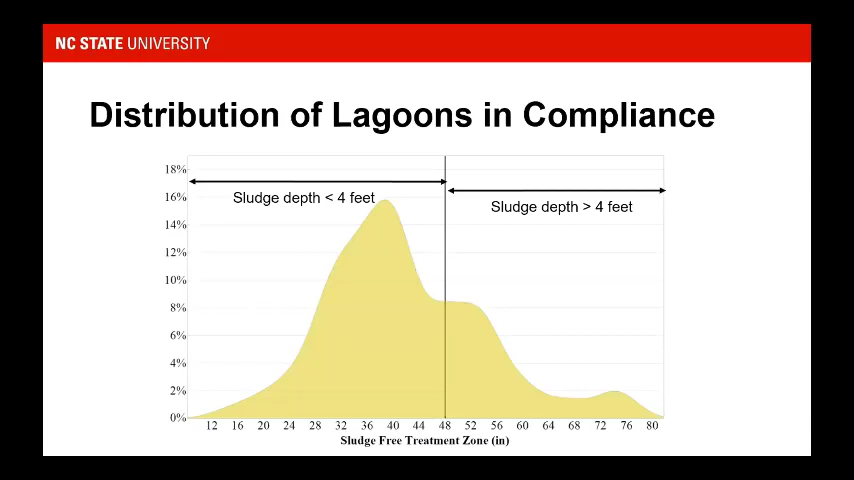 NC STATE UNIVERSITY
Distribution of Lagoons in Compliance
18%
Sludge depth < 4 feet
16%
Sludge depth > 4 feet
14%
12%
10%
8%
6%
4%
2%
0%
12 16 20 24 28 32 36 40 44 48 52 56 60 64 68 72 76 80
Sludge Free Treatment Zone (in)